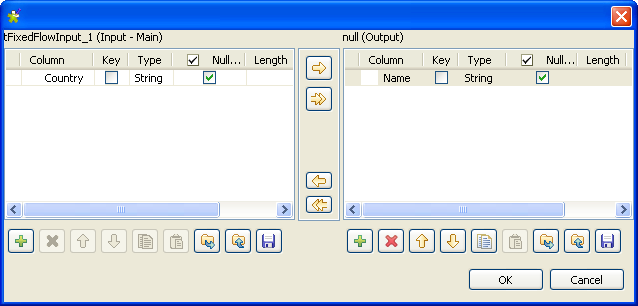 tFixedFlowInput_1 (Input - Main)
null (Output)
Column Key Type Null... Length
Country String
Column Key Type Null... Length
Name String
OK Cancel